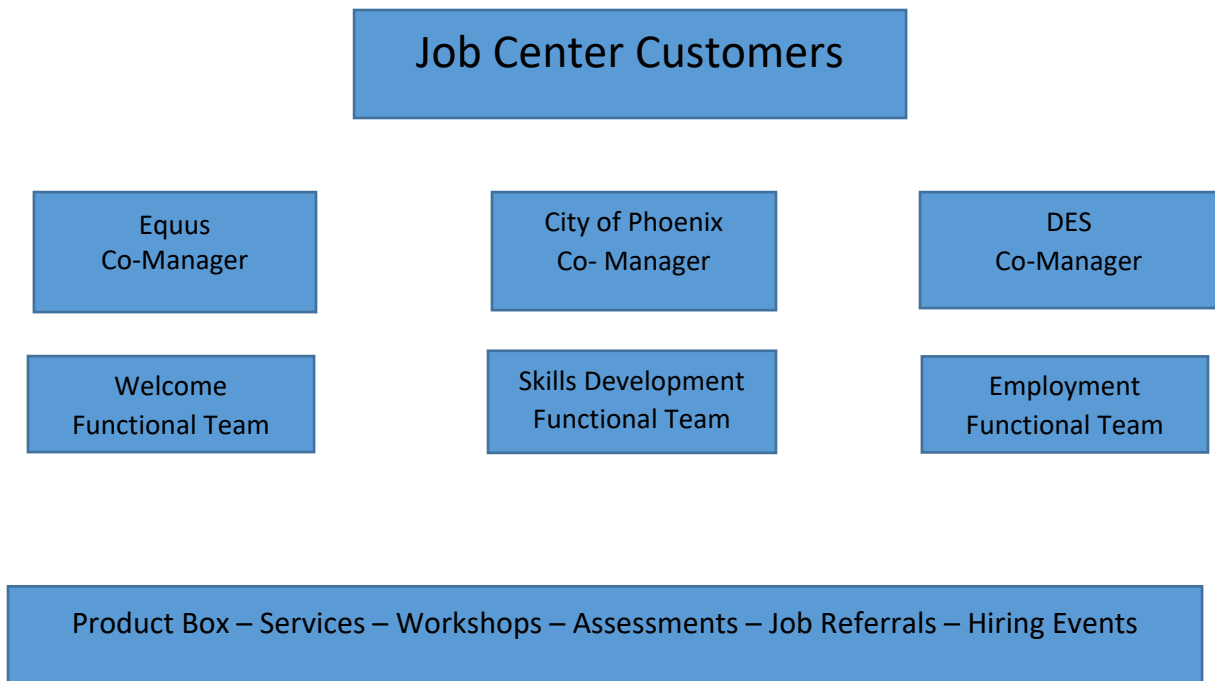 Job Center Customers
Equus
Co-Manager
City of Phoenix
Co- Manager
DES
Co-Manager
Welcome
Functional Team
Skills Development
Functional Team
Employment
Functional Team
Product Box – Services – Workshops – Assessments – Job Referrals – Hiring Events